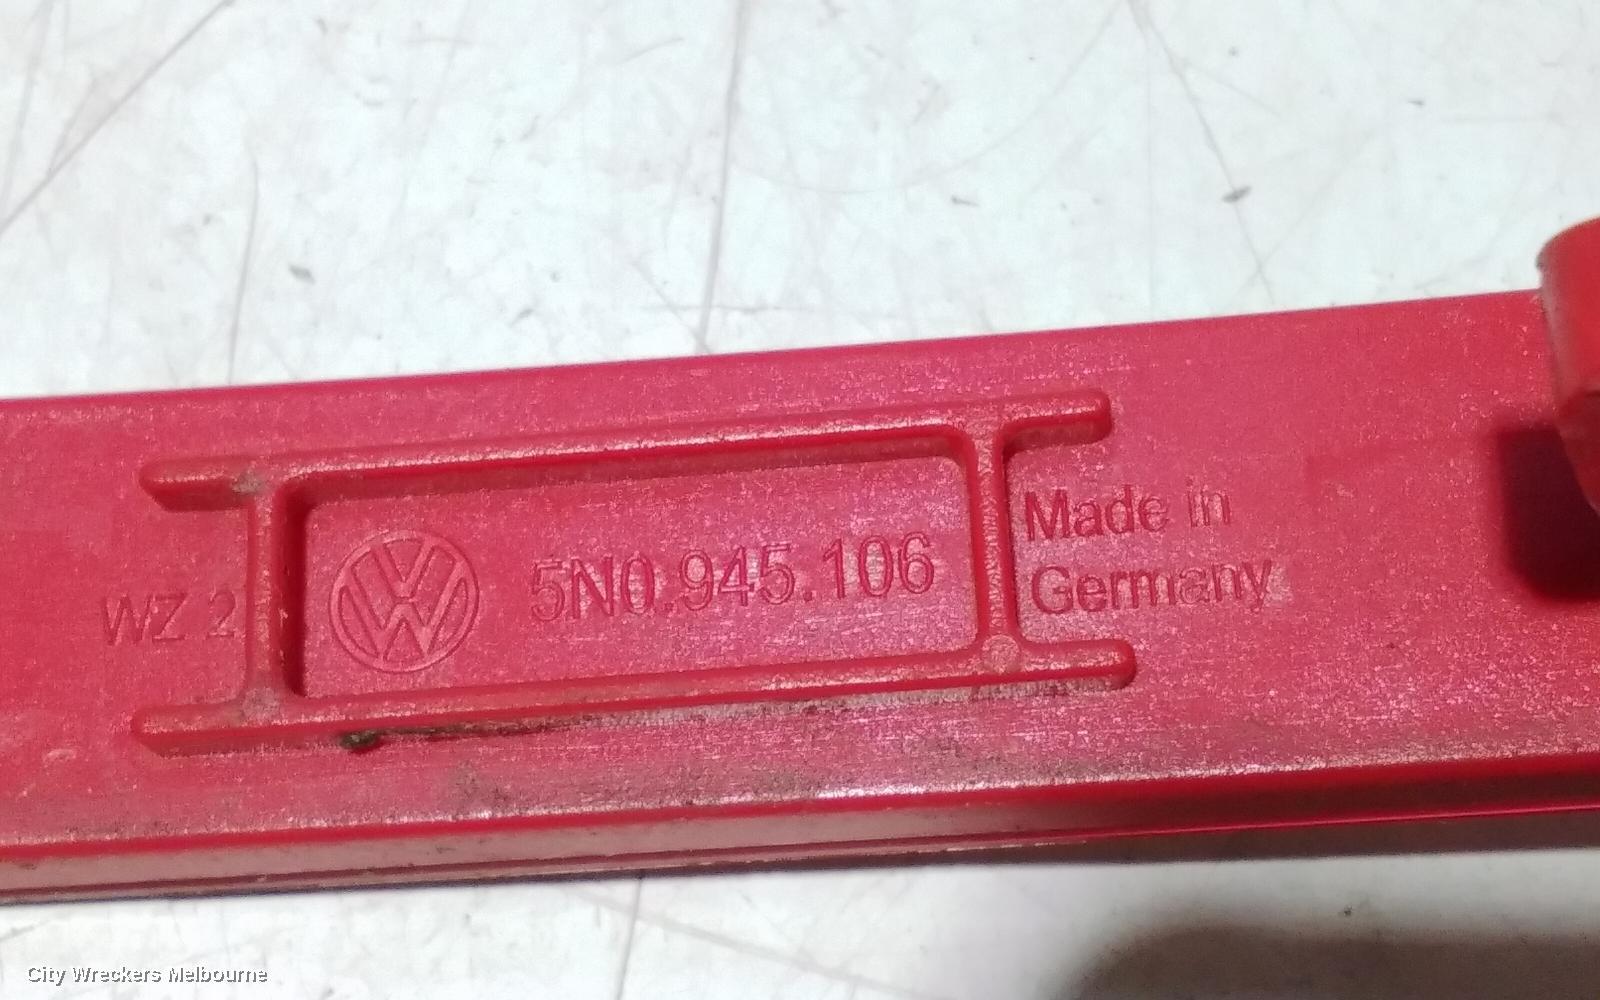 WZ 2
5N0.945.106
Made in
Germany
City Wreckers Melbourne